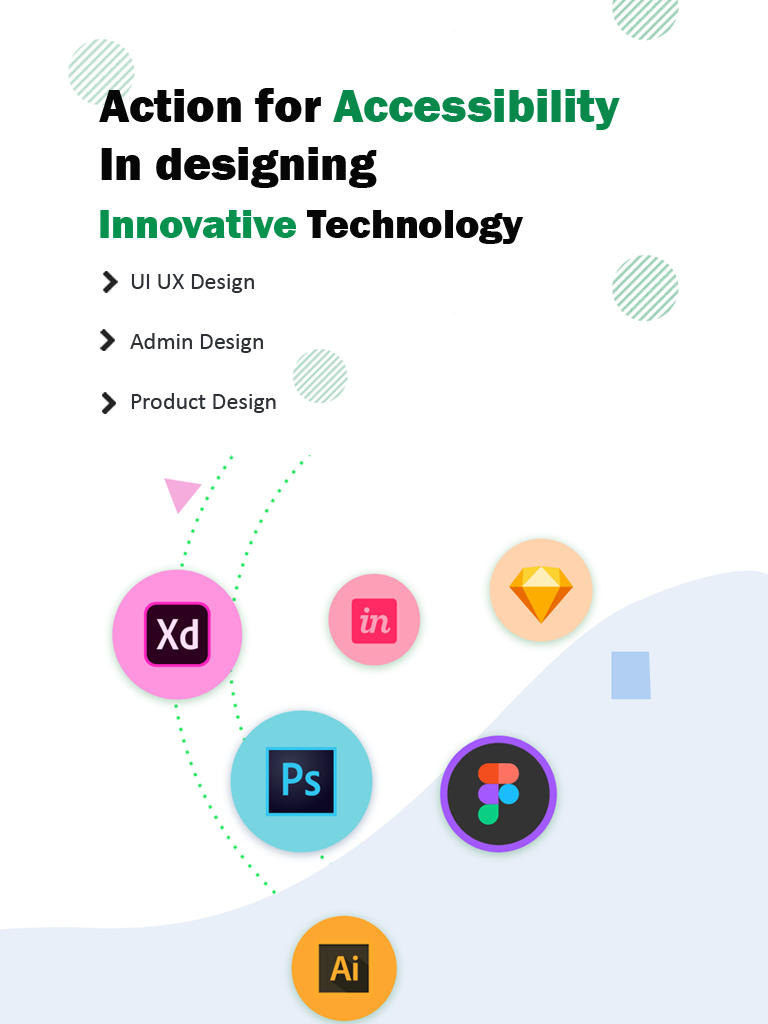 Action for Accessibility
In designing
Innovative Technology
UI UX Design
Admin Design
Product Design
Xd
in
Ps
Ai